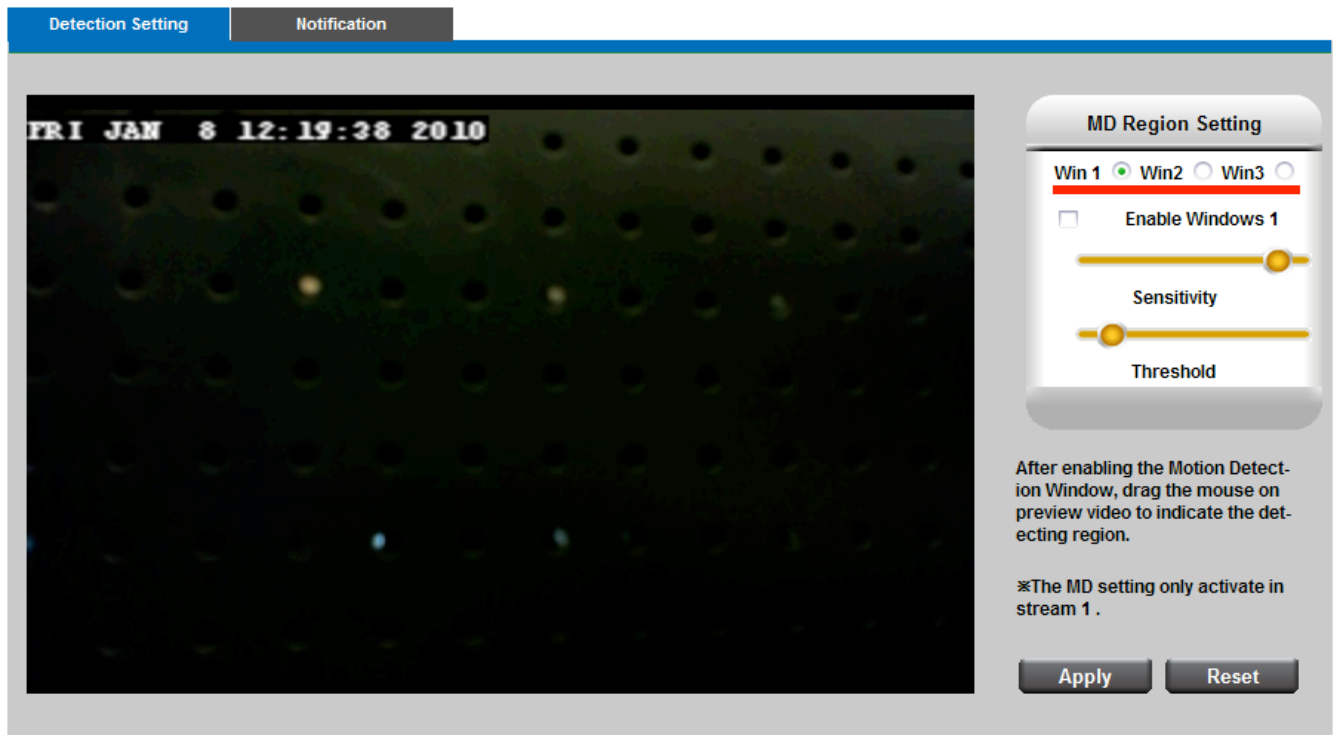 Detection Setting
Notification
FRI JAN 8 12:19:38 2010
MD Region Setting
Win 1 Win2 Win3
Enable Windows 1
Sensitivity
Threshold
After enabling the Motion Detect-
ion Window, drag the mouse on
preview video to indicate the det-
ecting region.
※The MD setting only activate in
stream 1 .
Apply
Reset